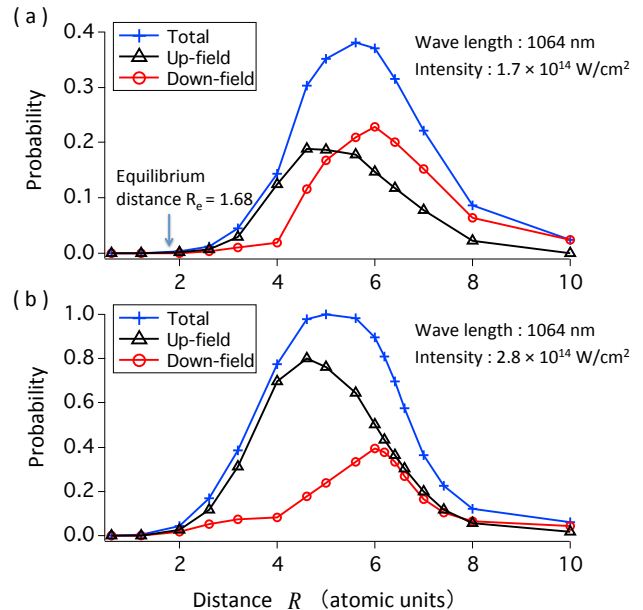 ( a )
Total
Up-field
Down-field
Wave length : 1064 nm
Intensity : 1.7 × 10¹⁴ W/cm²
Equilibrium
distance Rₑ = 1.68
Probability
0.4
0.3
0.2
0.1
0.0
2 4 6 8 10
( b )
Total
Up-field
Down-field
Wave length : 1064 nm
Intensity : 2.8 × 10¹⁴ W/cm²
Probability
1.0
0.8
0.6
0.4
0.2
0.0
2 4 6 8 10
Distance R (atomic units)